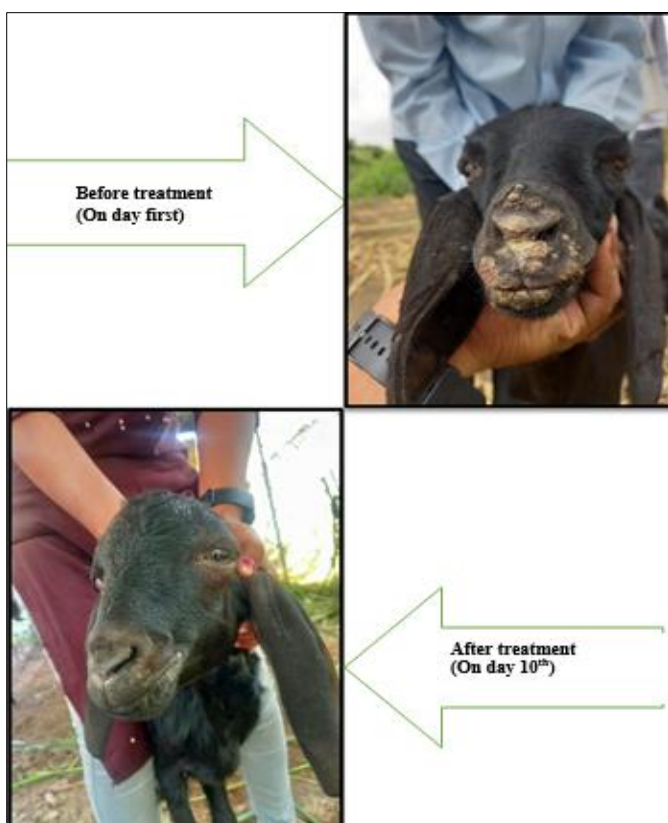 Before treatment
(On day first)
After treatment
(On day 10th)